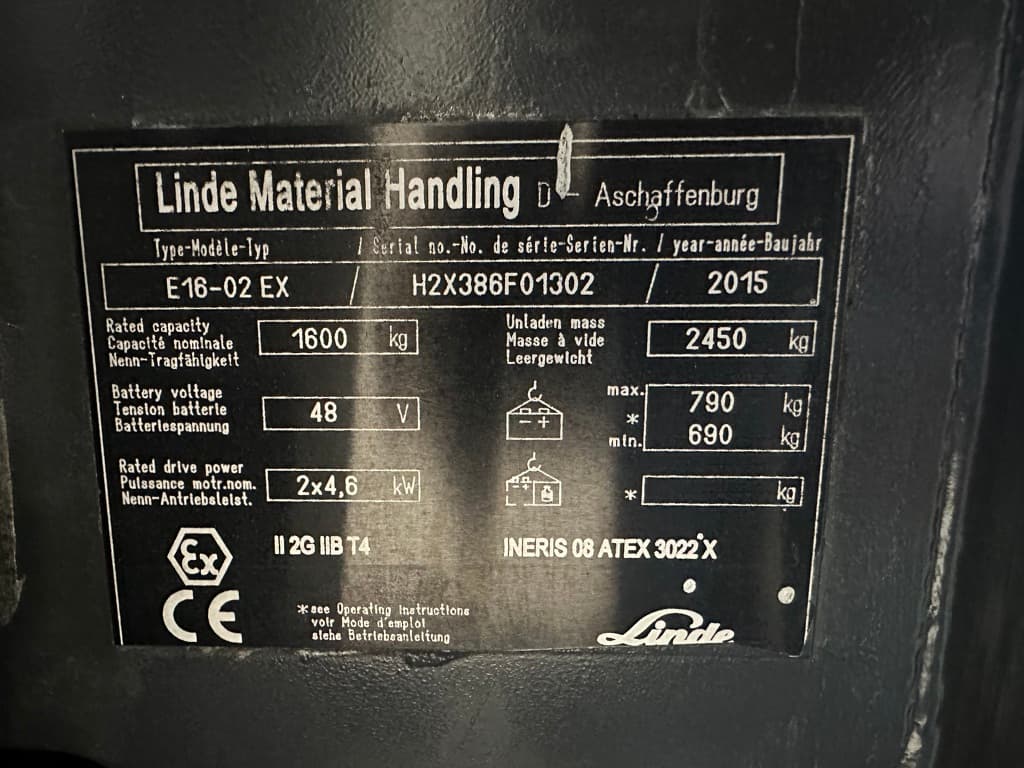 Linde Material Handling D - Aschaffenburg
Type-Modèle-Typ / Serial no.-No. de série-Serien-Nr. / year-année-Baujahr
E16-02 EX / H2X386F01302 / 2015
Rated capacity
Capacité nominale
Nenn-Tragfähigkeit
1600 kg
Unladen mass
Masse à vide
Leergewicht
2450 kg
Battery voltage
Tension batterie
Batteriespannung
48 V
max. 790 kg
*
min. 690 kg
Rated drive power
Puissance motr.nom.
Nenn-Antriebsleist.
2x4,6 kW
* kg
Ex II 2G IIB T4 INERIS 08 ATEX 3022 X
CE
*see Operating instructions
voir Mode d'emploi
siehe Betriebsanleitung
Linde